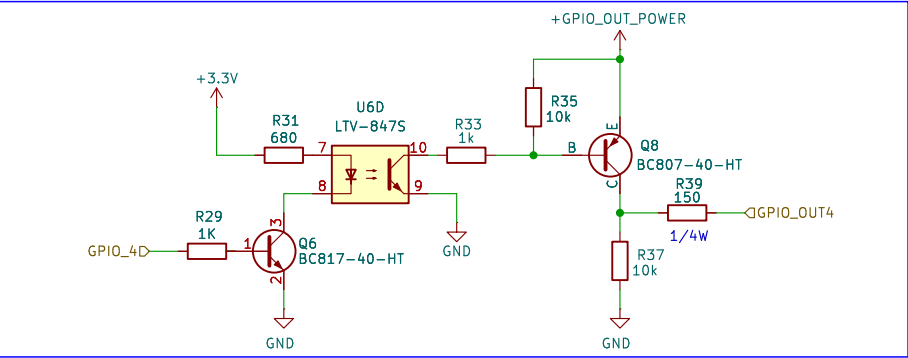 +GPIO_OUT_POWER
+3.3V
U6D
LTV-847S
R31
680
R33
1k
R35
10k
7
10
8
9
B
E
C
Q8
BC807-40-HT
R39
150
1/4W
GPIO_OUT4
R29
1K
GPIO_4
1
3
2
Q6
BC817-40-HT
GND
R37
10k
GND
GND